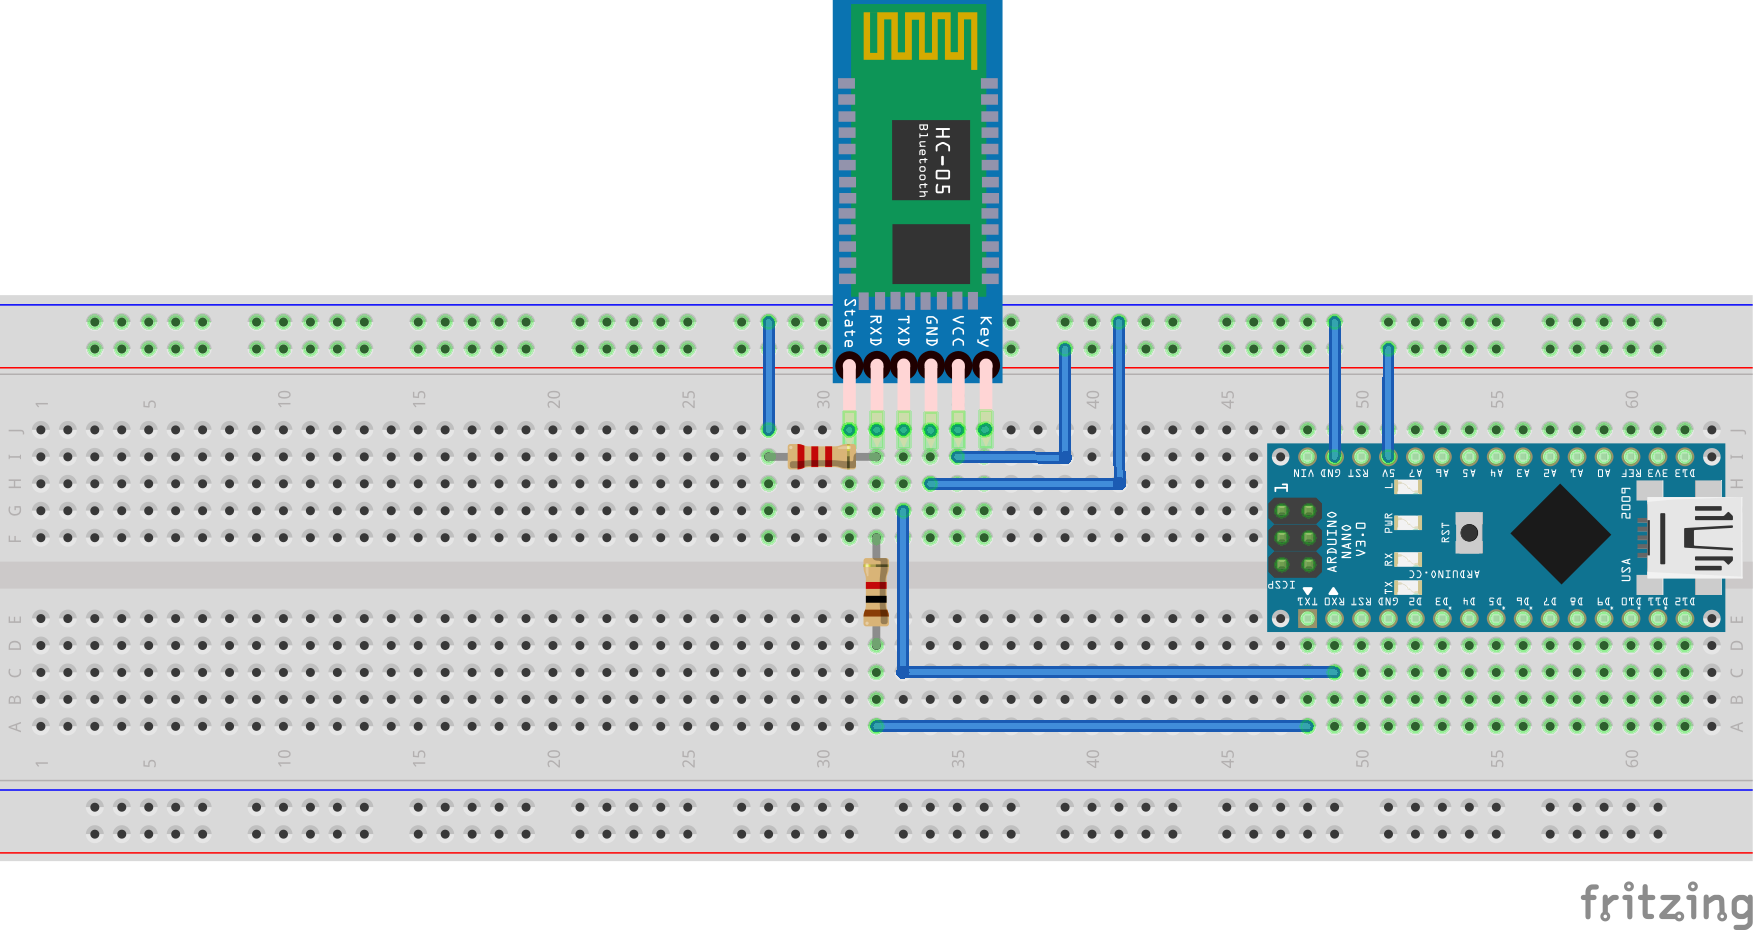 HC-05
Bluetooth
State RXD TXD GND VCC Key
1 5 10 15 20 25 30 40 45 50 55 60
J J
I I
H H
G G
F F
VIN GND RST 5V A7 A6 A5 A4 A3 A2 A1 A0 REF 3V3 D13
1
L
PWR
RX
TX
RST
ARDUINO
NANO
V3.0
ARDUINO.CC
ICSP
2009
USA
TX1 RX0 RST GND D2 D3 D4 D5 D6 D7 D8 D9 D10 D11 D12
E E
D D
C C
B B
A A
1 5 10 15 20 25 30 35 40 45 50 55 60
fritzing